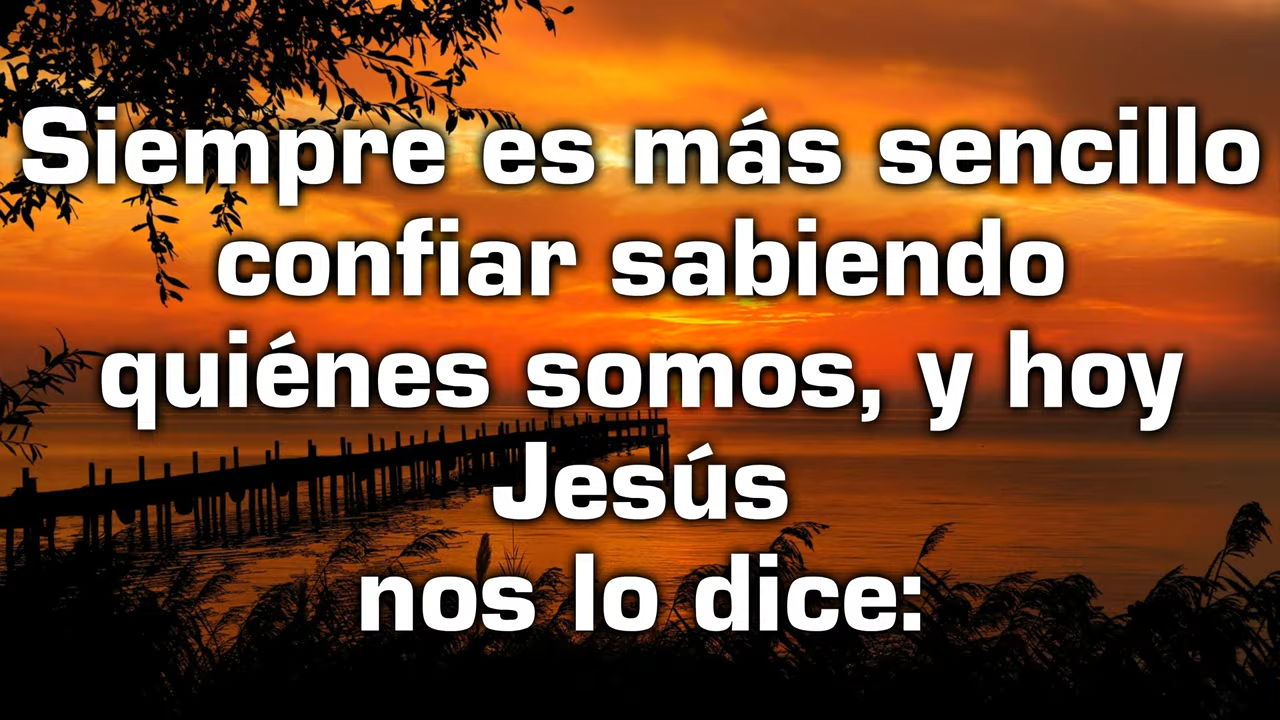 Siempre es más sencillo
confiar sabiendo
quiénes somos, y hoy
Jesús
nos lo dice: